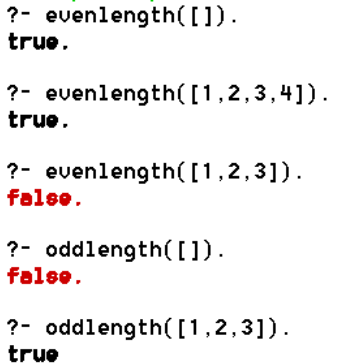 ?- evenlength([]).
true.
?- evenlength([1,2,3,4]).
true.
?- evenlength([1,2,3]).
false.
?- oddlength([]).
false.
?- oddlength([1,2,3]).
true